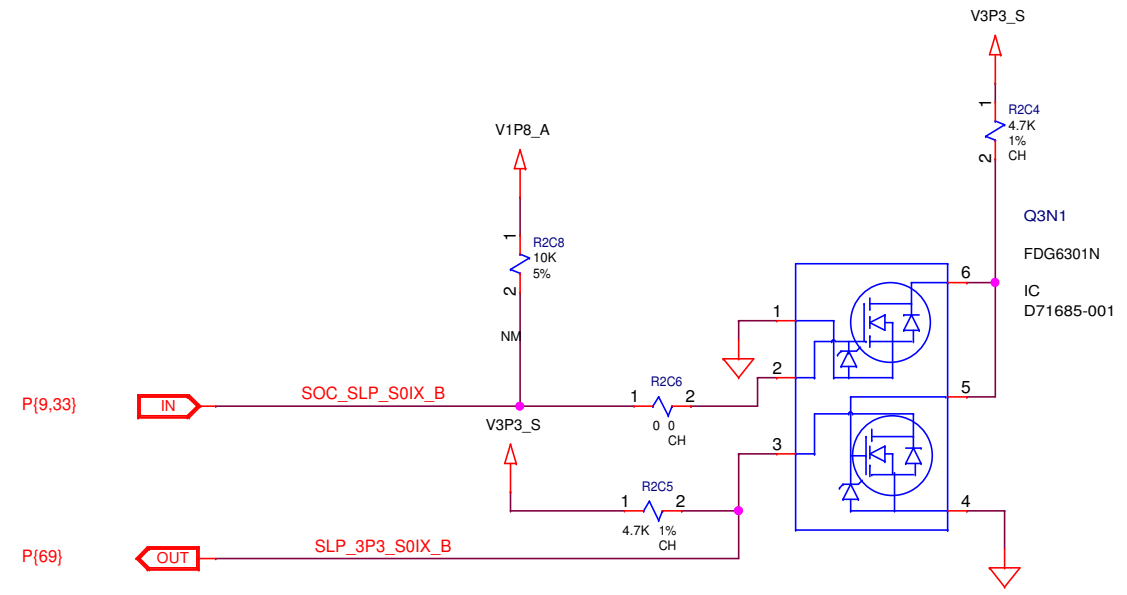 V3P3_S
1
R2C4
4.7K
1%
CH
2
V1P8_A
Q3N1
1
R2C8
10K
5%
2
FDG6301N
6
IC
D71685-001
1
NM
2
R2C6
5
SOC_SLP_S0IX_B
1
2
P{9,33}
IN
V3P3_S
0 0
CH
3
R2C5
1
2
4
4.7K 1%
CH
SLP_3P3_S0IX_B
P{69}
OUT